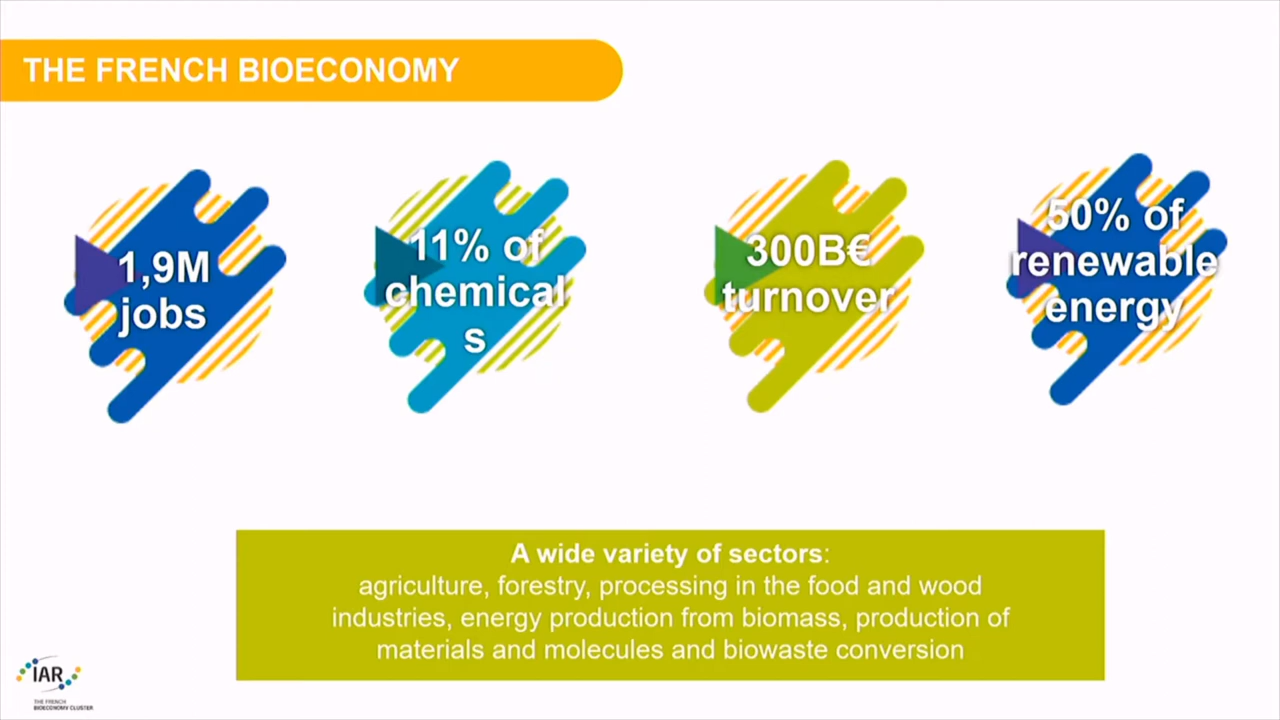 THE FRENCH BIOECONOMY
1,9M
jobs
11% of
chemical
s
300B€
turnover
50% of
renewable
energy
A wide variety of sectors:
agriculture, forestry, processing in the food and wood
industries, energy production from biomass, production of
materials and molecules and biowaste conversion
IAR
THE FRENCH
BIOECONOMY CLUSTER